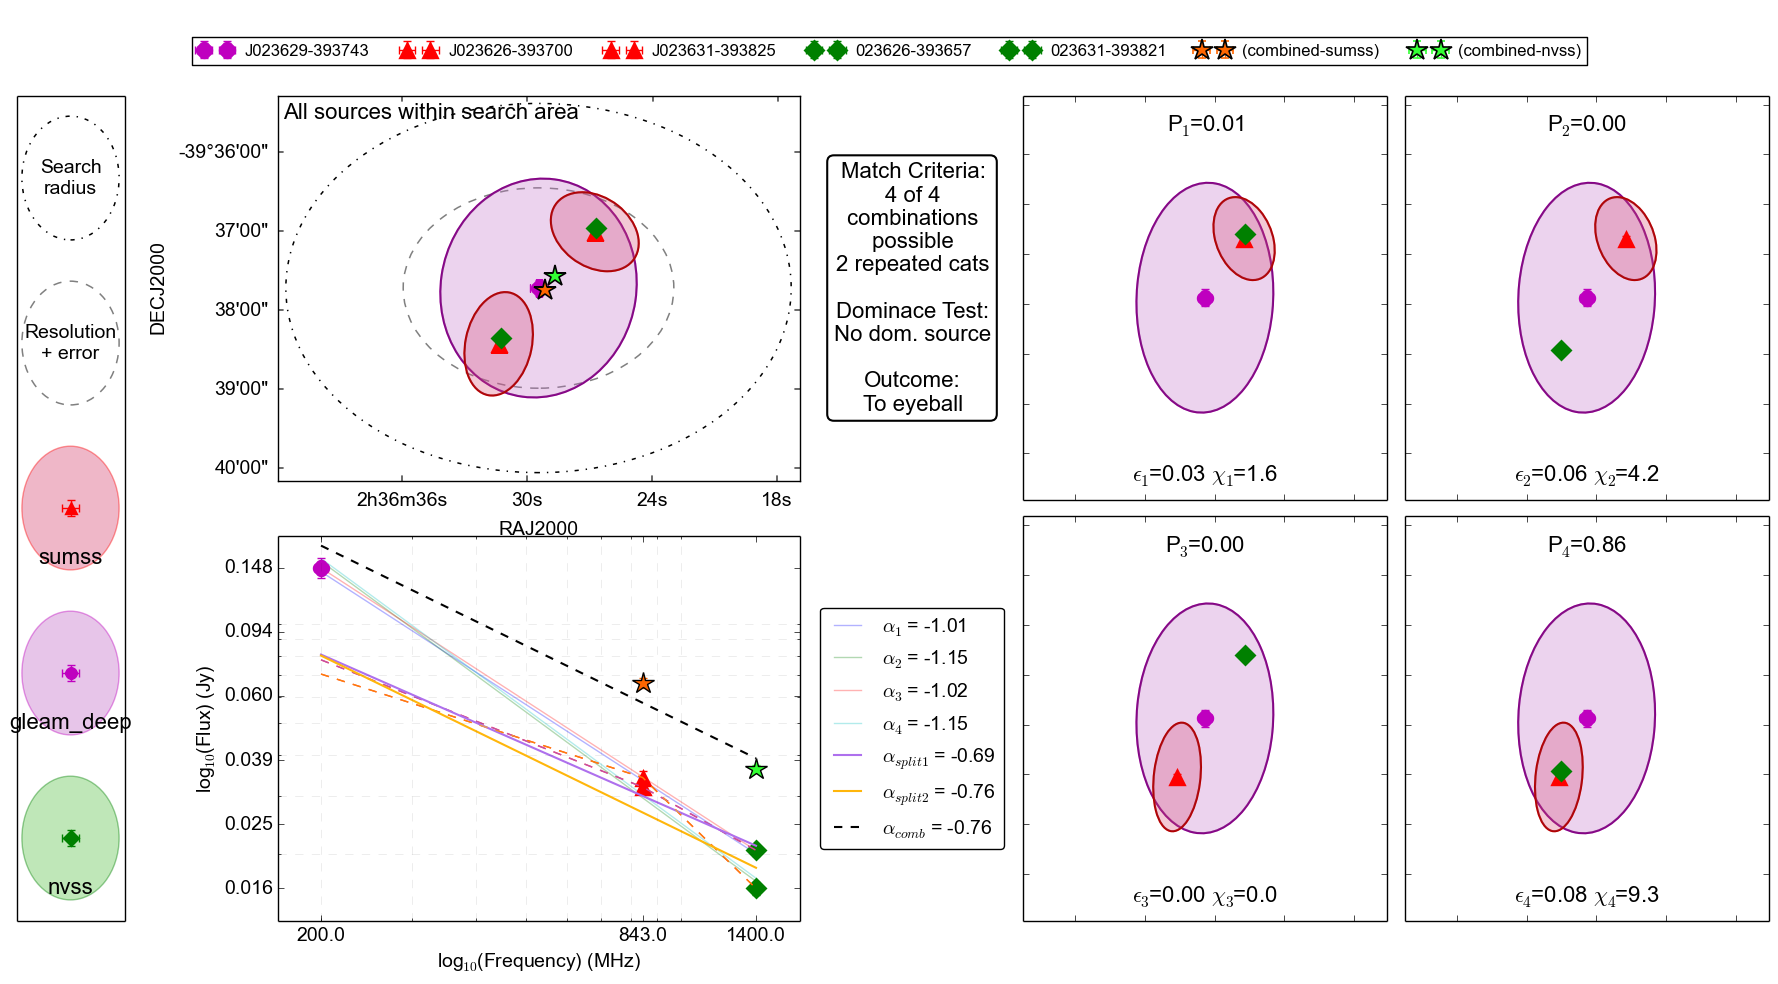 J023629-393743 J023626-393700 J023631-393825 023626-393657 023631-393821 (combined-sumss) (combined-nvss)
Search
radius
Resolution
+ error
sumss
gleam_deep
nvss
All sources within search area
DECJ2000
-39°36'00"
37'00"
38'00"
39'00"
40'00"
2h36m36s 30s 24s 18s
RAJ2000
Match Criteria:
4 of 4
combinations
possible
2 repeated cats
Dominace Test:
No dom. source
Outcome:
To eyeball
P1=0.01
ϵ1=0.03 χ1=1.6
P2=0.00
ϵ2=0.06 χ2=4.2
log10(Flux) (Jy)
0.148
0.094
0.060
0.039
0.025
0.016
200.0 843.0 1400.0
log10(Frequency) (MHz)
α1 = -1.01
α2 = -1.15
α3 = -1.02
α4 = -1.15
αsplit1 = -0.69
αsplit2 = -0.76
αcomb = -0.76
P3=0.00
ϵ3=0.00 χ3=0.0
P4=0.86
ϵ4=0.08 χ4=9.3